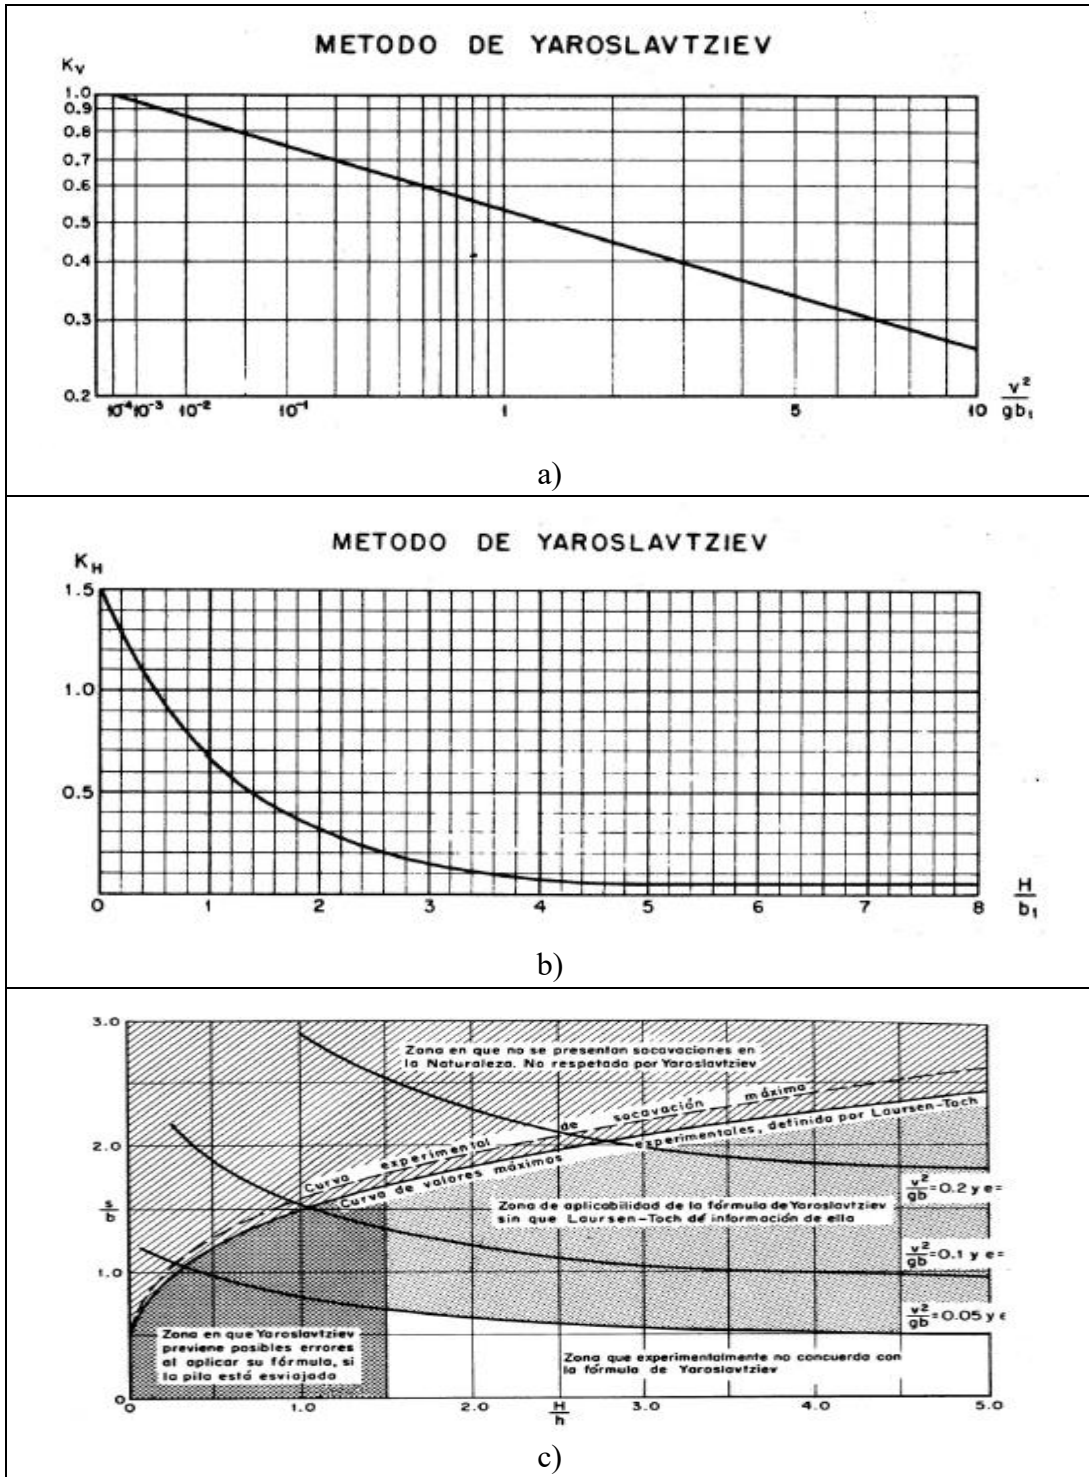 METODO DE YAROSLAVTZIEV
Kv
1.0
0.9
0.8
0.7
0.6
0.5
0.4
0.3
0.2
10⁻⁴ 10⁻³ 10⁻² 10⁻¹ 1 5 10
v²
gb₁
a)
METODO DE YAROSLAVTZIEV
K_H
1.5
1.0
0.5
0 1 2 3 4 5 6 7 8
H
b₁
b)
3.0
2.0
1.0
0
s
b
Zona en que no se presentan socavaciones en
la Naturaleza. No respetada por Yaroslavtziev
Curva experimental de socavación máxima
Curva de valores máximos experimentales, definida por Laursen-Toch
Zona de aplicabilidad de la fórmula de Yaroslavtziev
sin que Laursen-Toch dé información de ella
v²/gb = 0.2 y e=
v²/gb = 0.1 y e=
v²/gb = 0.05 y e
Zona en que Yaroslavtziev
previene posibles errores
al aplicar su fórmula, si
la pila está esviajada
Zona que experimentalmente no concuerda con
la fórmula de Yaroslavtziev
0 1.0 2.0 3.0 4.0 5.0
H
h
c)